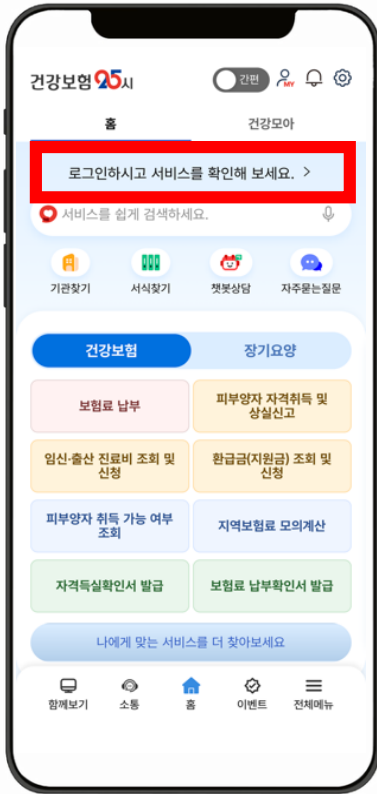 건강보험 25시
간편
MY
홈
건강모아
로그인하시고 서비스를 확인해 보세요. >
서비스를 쉽게 검색하세요.
기관찾기
서식찾기
챗봇상담
자주묻는질문
건강보험
장기요양
보험료 납부
피부양자 자격취득 및
상실신고
임신·출산 진료비 조회 및
신청
환급금(지원금) 조회 및
신청
피부양자 취득 가능 여부
조회
지역보험료 모의계산
자격득실확인서 발급
보험료 납부확인서 발급
나에게 맞는 서비스를 더 찾아보세요
함께보기
소통
홈
이벤트
전체메뉴